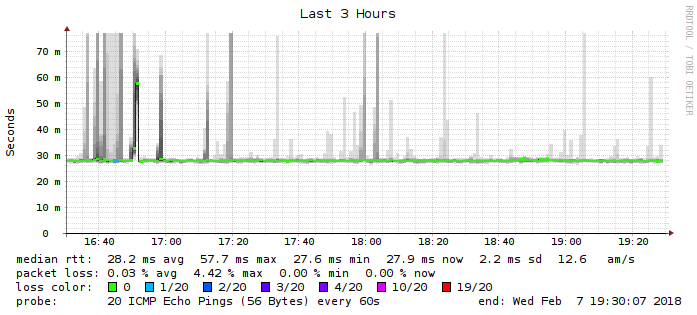 Last 3 Hours
RRDTOOL / TOBI OETIKER
Seconds
70 m
60 m
50 m
40 m
30 m
20 m
10 m
0
16:40 17:00 17:20 17:40 18:00 18:20 18:40 19:00 19:20
median rtt: 28.2 ms avg 57.7 ms max 27.6 ms min 27.9 ms now 2.2 ms sd 12.6 am/s
packet loss: 0.03 % avg 4.42 % max 0.00 % min 0.00 % now
loss color: 0 1/20 2/20 3/20 4/20 10/20 19/20
probe: 20 ICMP Echo Pings (56 Bytes) every 60s end: Wed Feb 7 19:30:07 2018